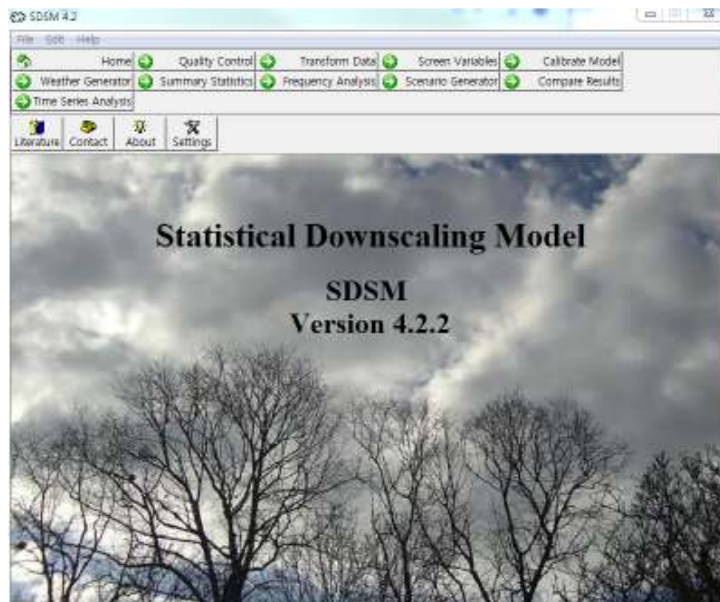 SDSM 4.2
File Edit Help
Home Quality Control Transform Data Screen Variables Calibrate Model
Weather Generator Summary Statistics Frequency Analysis Scenario Generator Compare Results
Time Series Analysis
Literature Contact About Settings
Statistical Downscaling Model
SDSM
Version 4.2.2